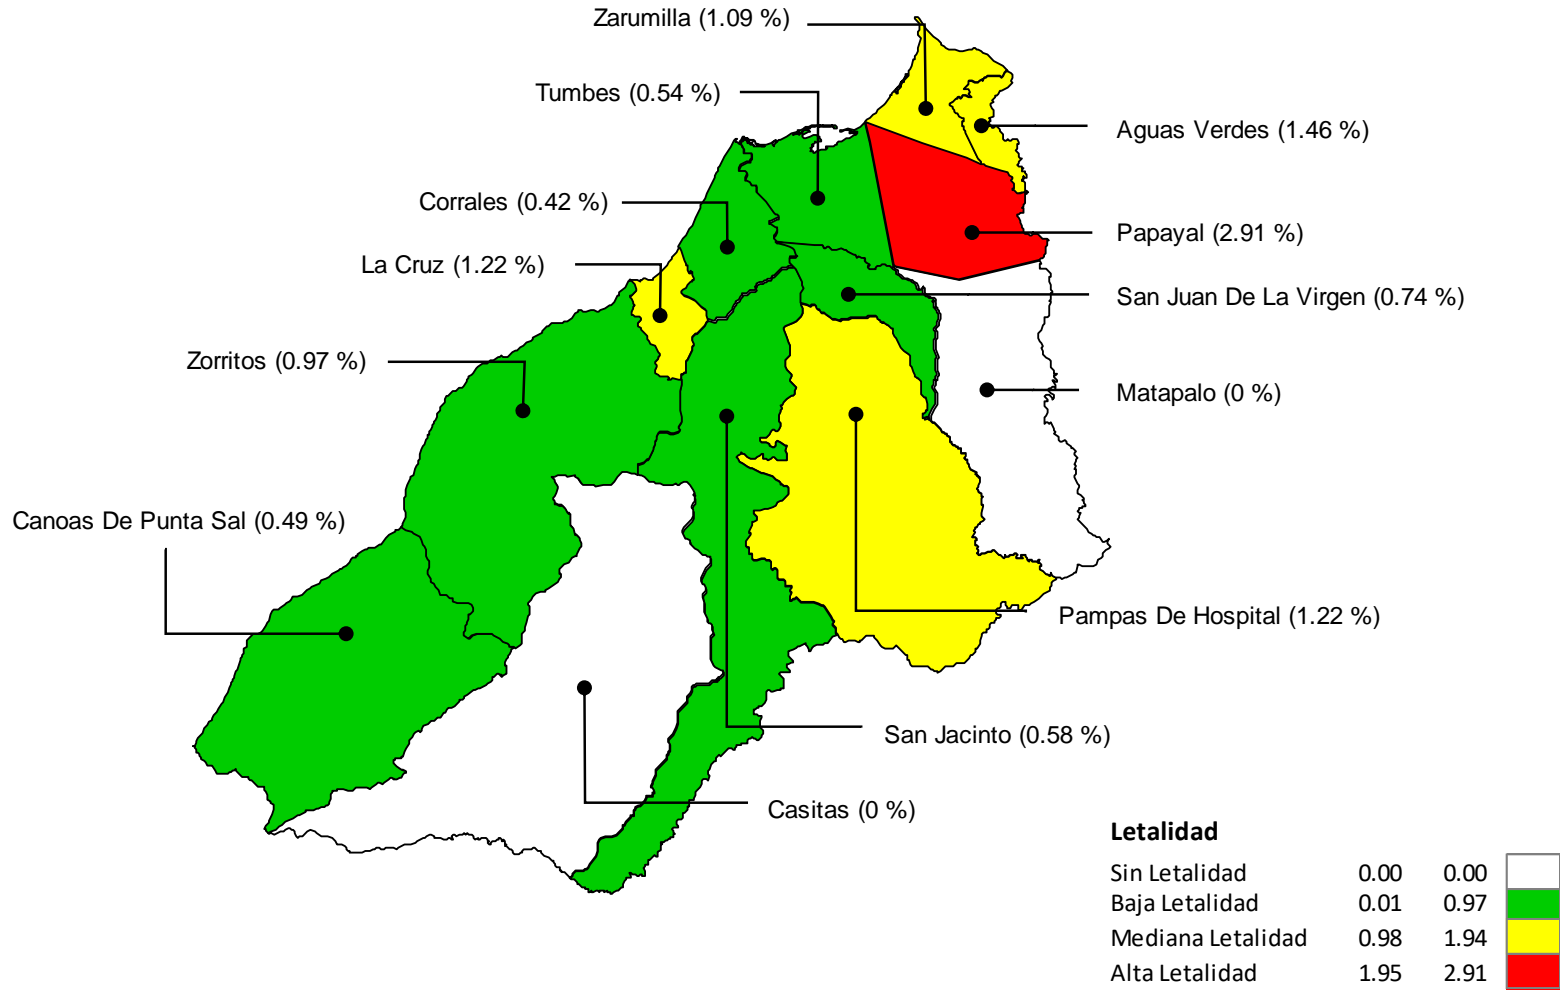 Zarumilla (1.09 %)
Tumbes (0.54 %)
Aguas Verdes (1.46 %)
Corrales (0.42 %)
Papayal (2.91 %)
La Cruz (1.22 %)
San Juan De La Virgen (0.74 %)
Zorritos (0.97 %)
Matapalo (0 %)
Canoas De Punta Sal (0.49 %)
Pampas De Hospital (1.22 %)
San Jacinto (0.58 %)
Casitas (0 %)
Letalidad
Sin Letalidad 0.00 0.00
Baja Letalidad 0.01 0.97
Mediana Letalidad 0.98 1.94
Alta Letalidad 1.95 2.91